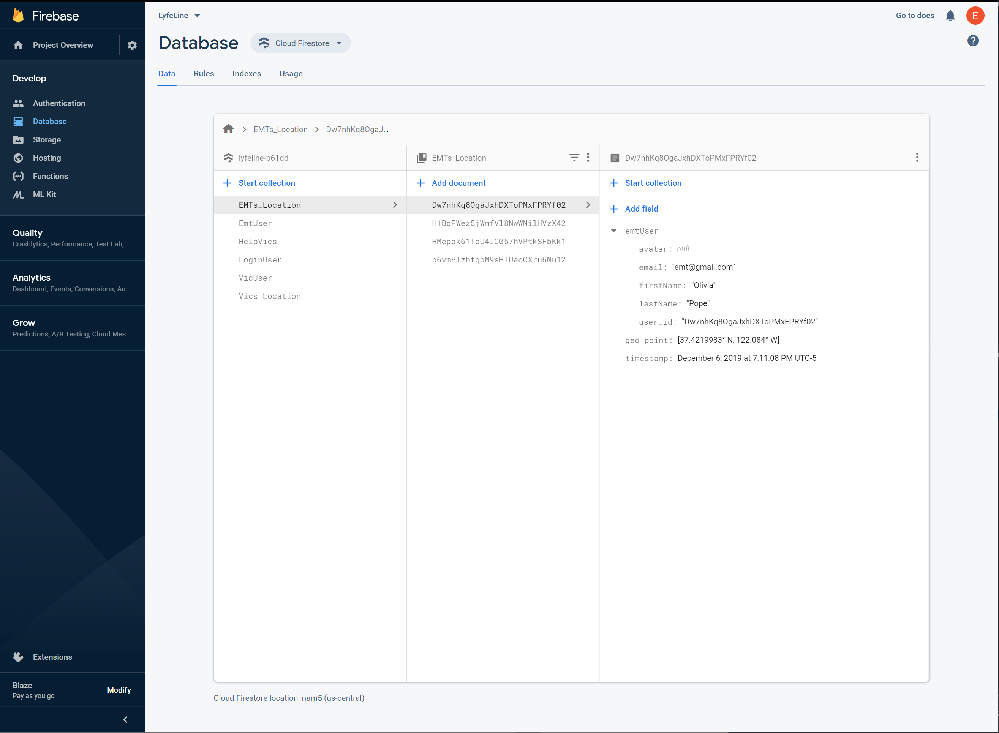 Firebase
Project Overview
Develop
Authentication
Database
Storage
Hosting
Functions
ML Kit
Quality
Crashlytics, Performance, Test Lab, ...
Analytics
Dashboard, Events, Conversions, Au...
Grow
Predictions, A/B Testing, Cloud Mes...
Extensions
Blaze
Pay as you go
Modify
LyfeLine
Go to docs
E
Database
Cloud Firestore
?
Data Rules Indexes Usage
EMTs_Location Dw7nhKq8OgaJ...
lyfeline-b61dd
Start collection
EMTs_Location
EmtUser
HelpVics
LoginUser
VicUser
Vics_Location
EMTs_Location
Add document
Dw7nhKq8OgaJxhDXToPMxFPRYf02
H1BqFWez5jWmfVl8NwWNilHVzX42
HMepak61ToU4IC057hVPtkSFbKk1
b6vmPlzhtqbM9sHIUaoCXru6Mu12
Dw7nhKq8OgaJxhDXToPMxFPRYf02
Start collection
Add field
emtUser
avatar: null
email: "emt@gmail.com"
firstName: "Olivia"
lastName: "Pope"
user_id: "Dw7nhKq8OgaJxhDXToPMxFPRYf02"
geo_point: [37.4219983° N, 122.084° W]
timestamp: December 6, 2019 at 7:11:08 PM UTC-5
Cloud Firestore location: nam5 (us-central)